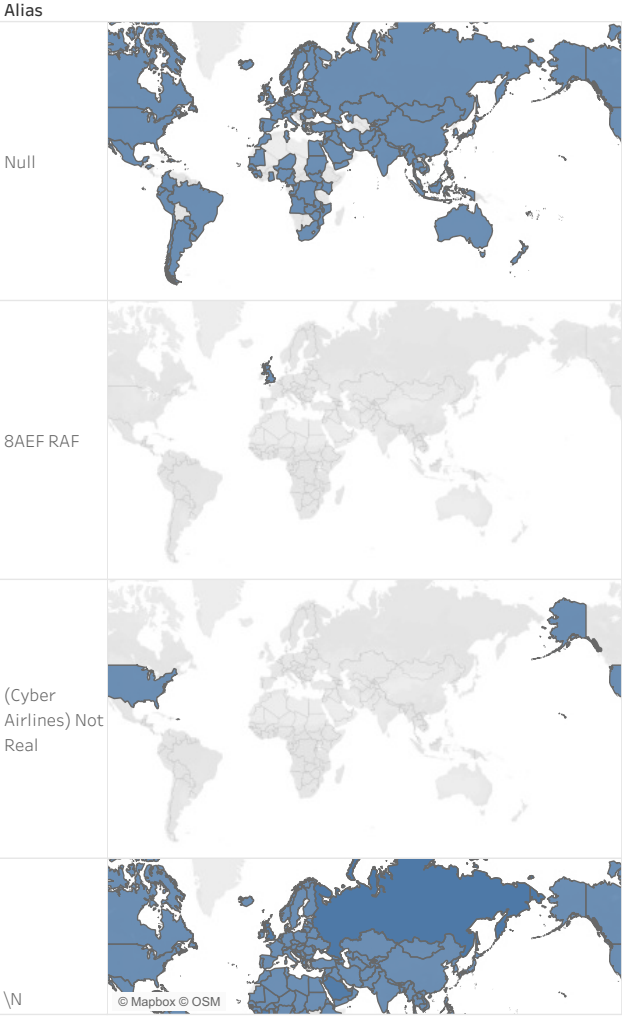 Alias
Null
8AEF RAF
(Cyber
Airlines) Not
Real
\N
© Mapbox © OSM